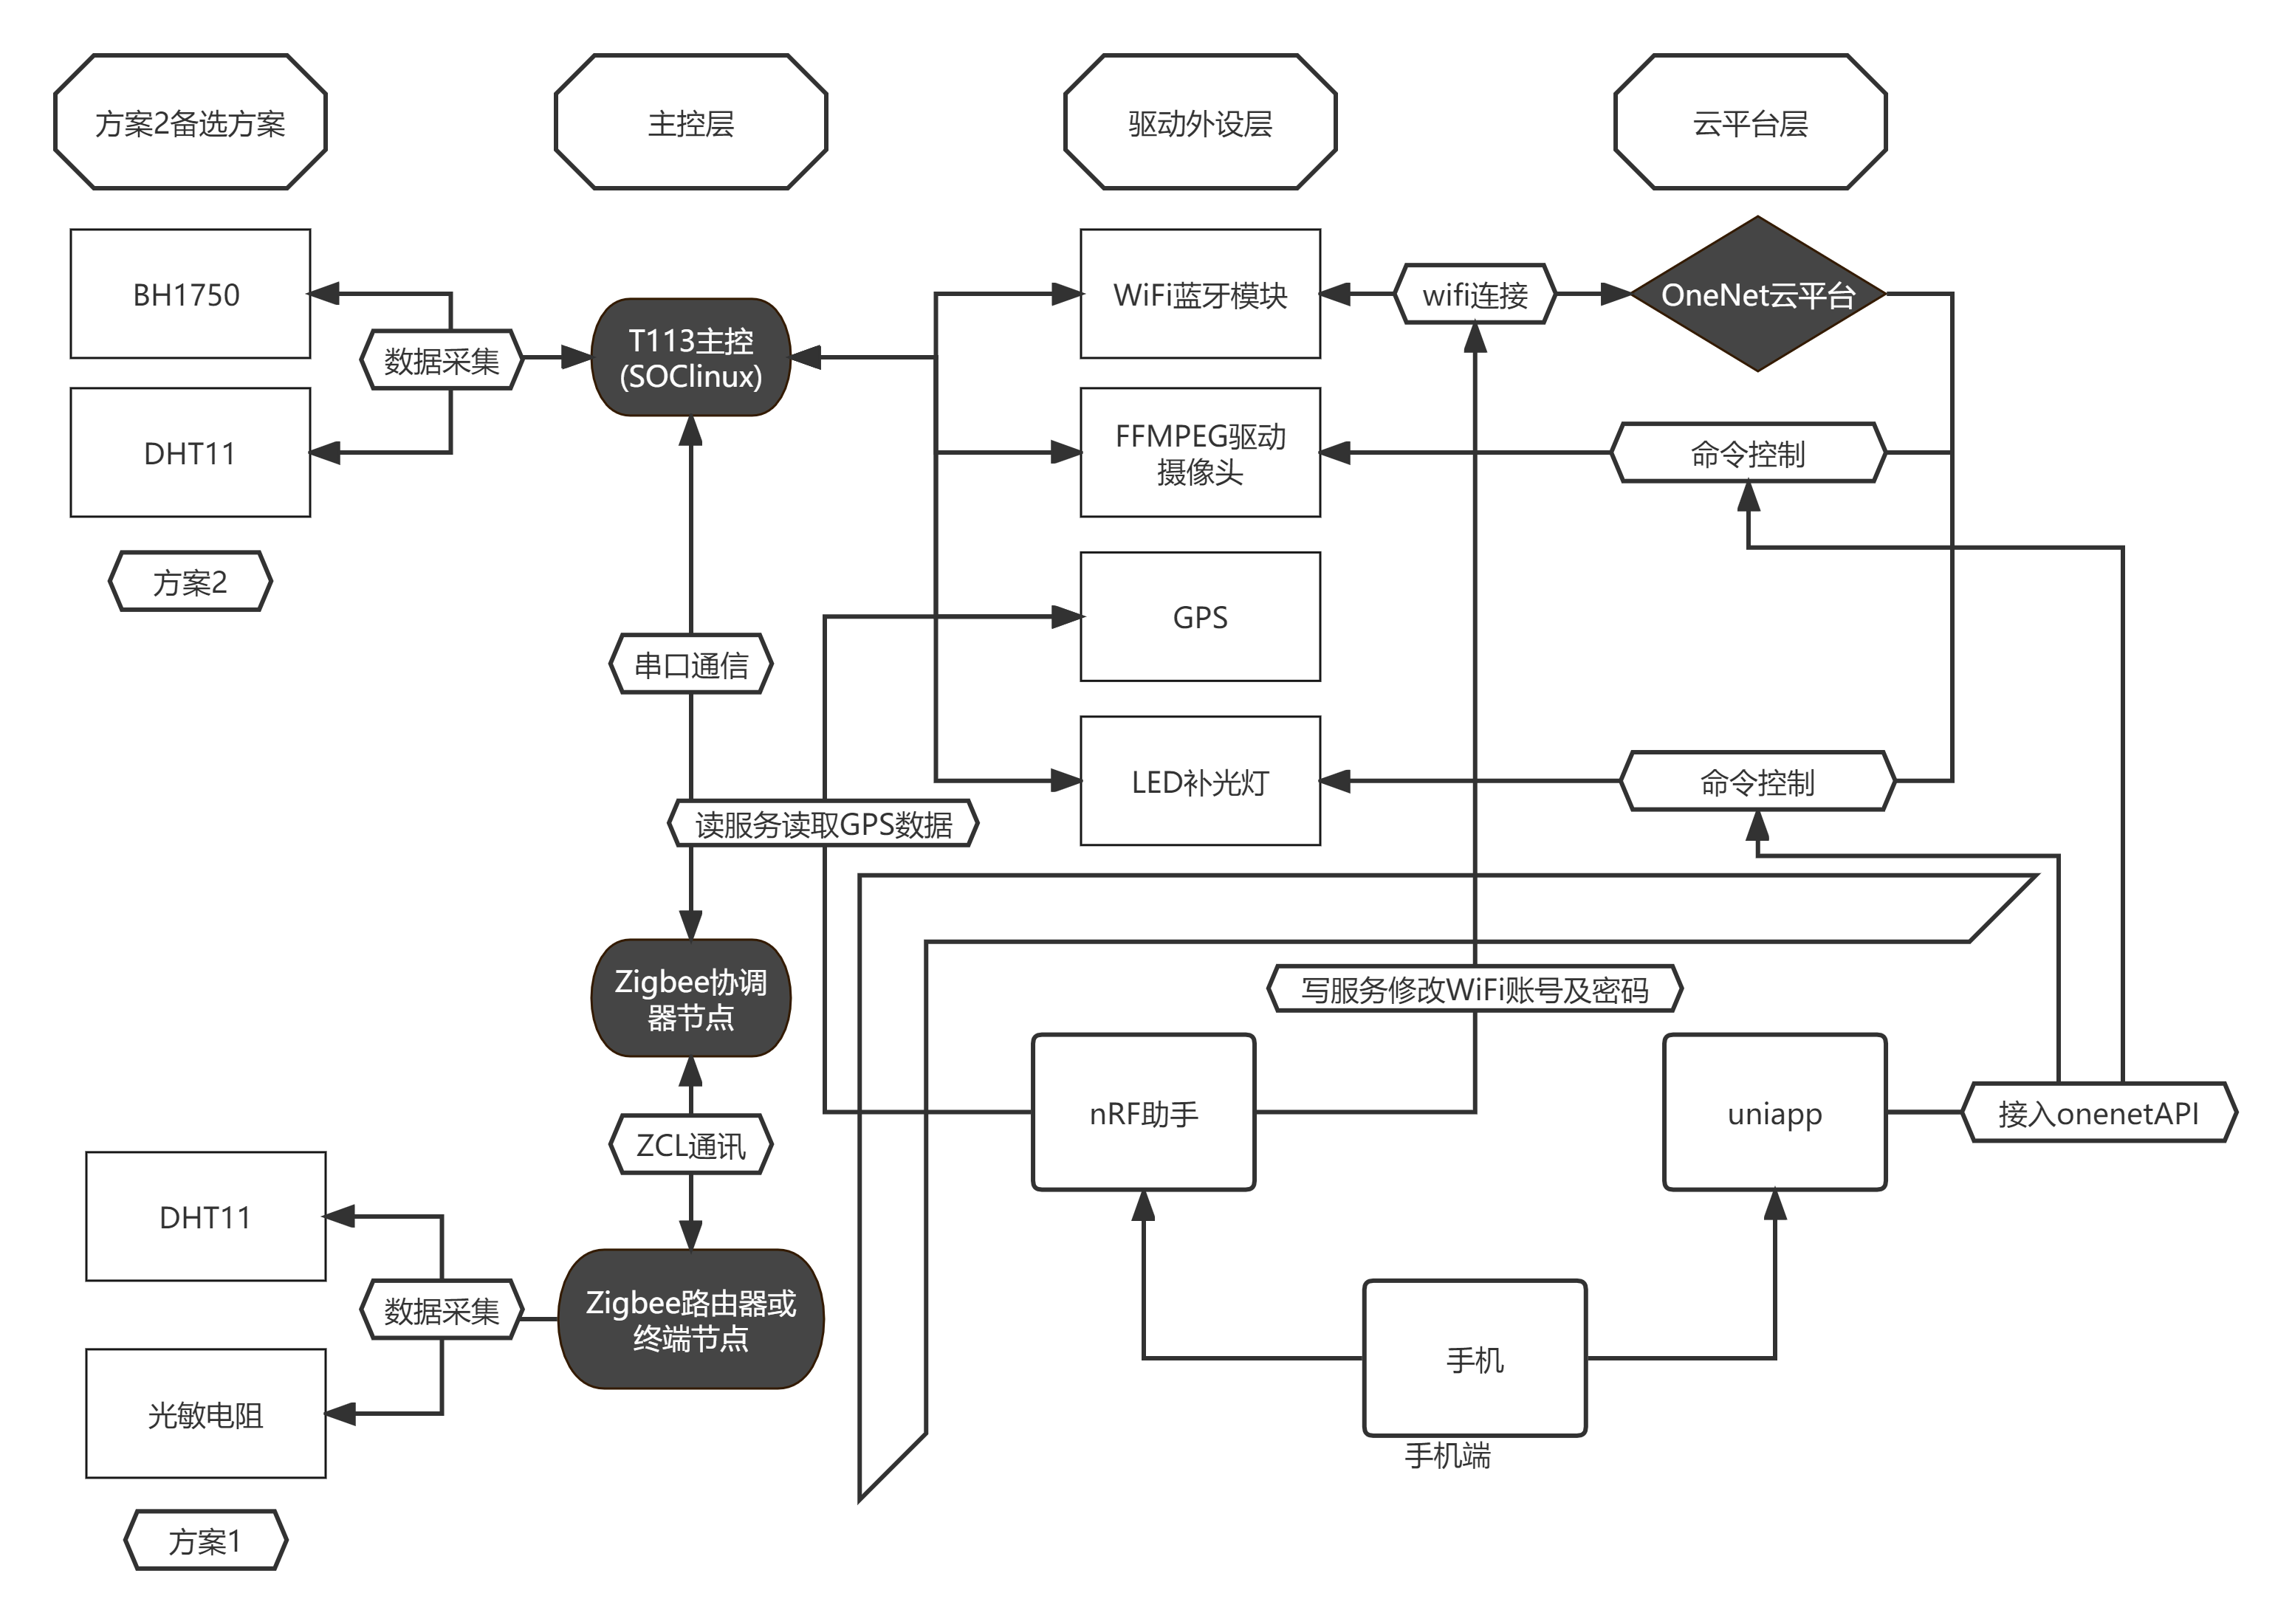 方案2备选方案
主控层
驱动外设层
云平台层
BH1750
数据采集
DHT11
方案2
T113主控
(SOClinux)
WiFi蓝牙模块
wifi连接
OneNet云平台
FFMPEG驱动
摄像头
命令控制
GPS
串口通信
LED补光灯
命令控制
读服务读取GPS数据
Zigbee协调
器节点
写服务修改WiFi账号及密码
ZCL通讯
nRF助手
uniapp
接入onenetAPI
DHT11
数据采集
Zigbee路由器或
终端节点
光敏电阻
手机
手机端
方案1